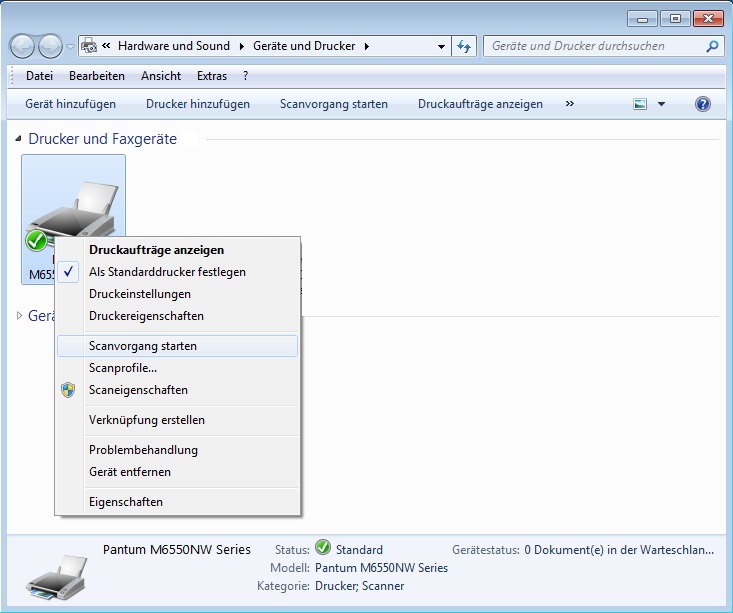 « Hardware und Sound Geräte und Drucker
Geräte und Drucker durchsuchen
Datei Bearbeiten Ansicht Extras ?
Gerät hinzufügen Drucker hinzufügen Scanvorgang starten Druckaufträge anzeigen »
Drucker und Faxgeräte
Druckaufträge anzeigen
Als Standarddrucker festlegen
Druckeinstellungen
Druckereigenschaften
Scanvorgang starten
Scanprofile...
Scaneigenschaften
Verknüpfung erstellen
Problembehandlung
Gerät entfernen
Eigenschaften
Pantum M6550NW Series Status: Standard Gerätestatus: 0 Dokument(e) in der Warteschlan...
Modell: Pantum M6550NW Series
Kategorie: Drucker; Scanner